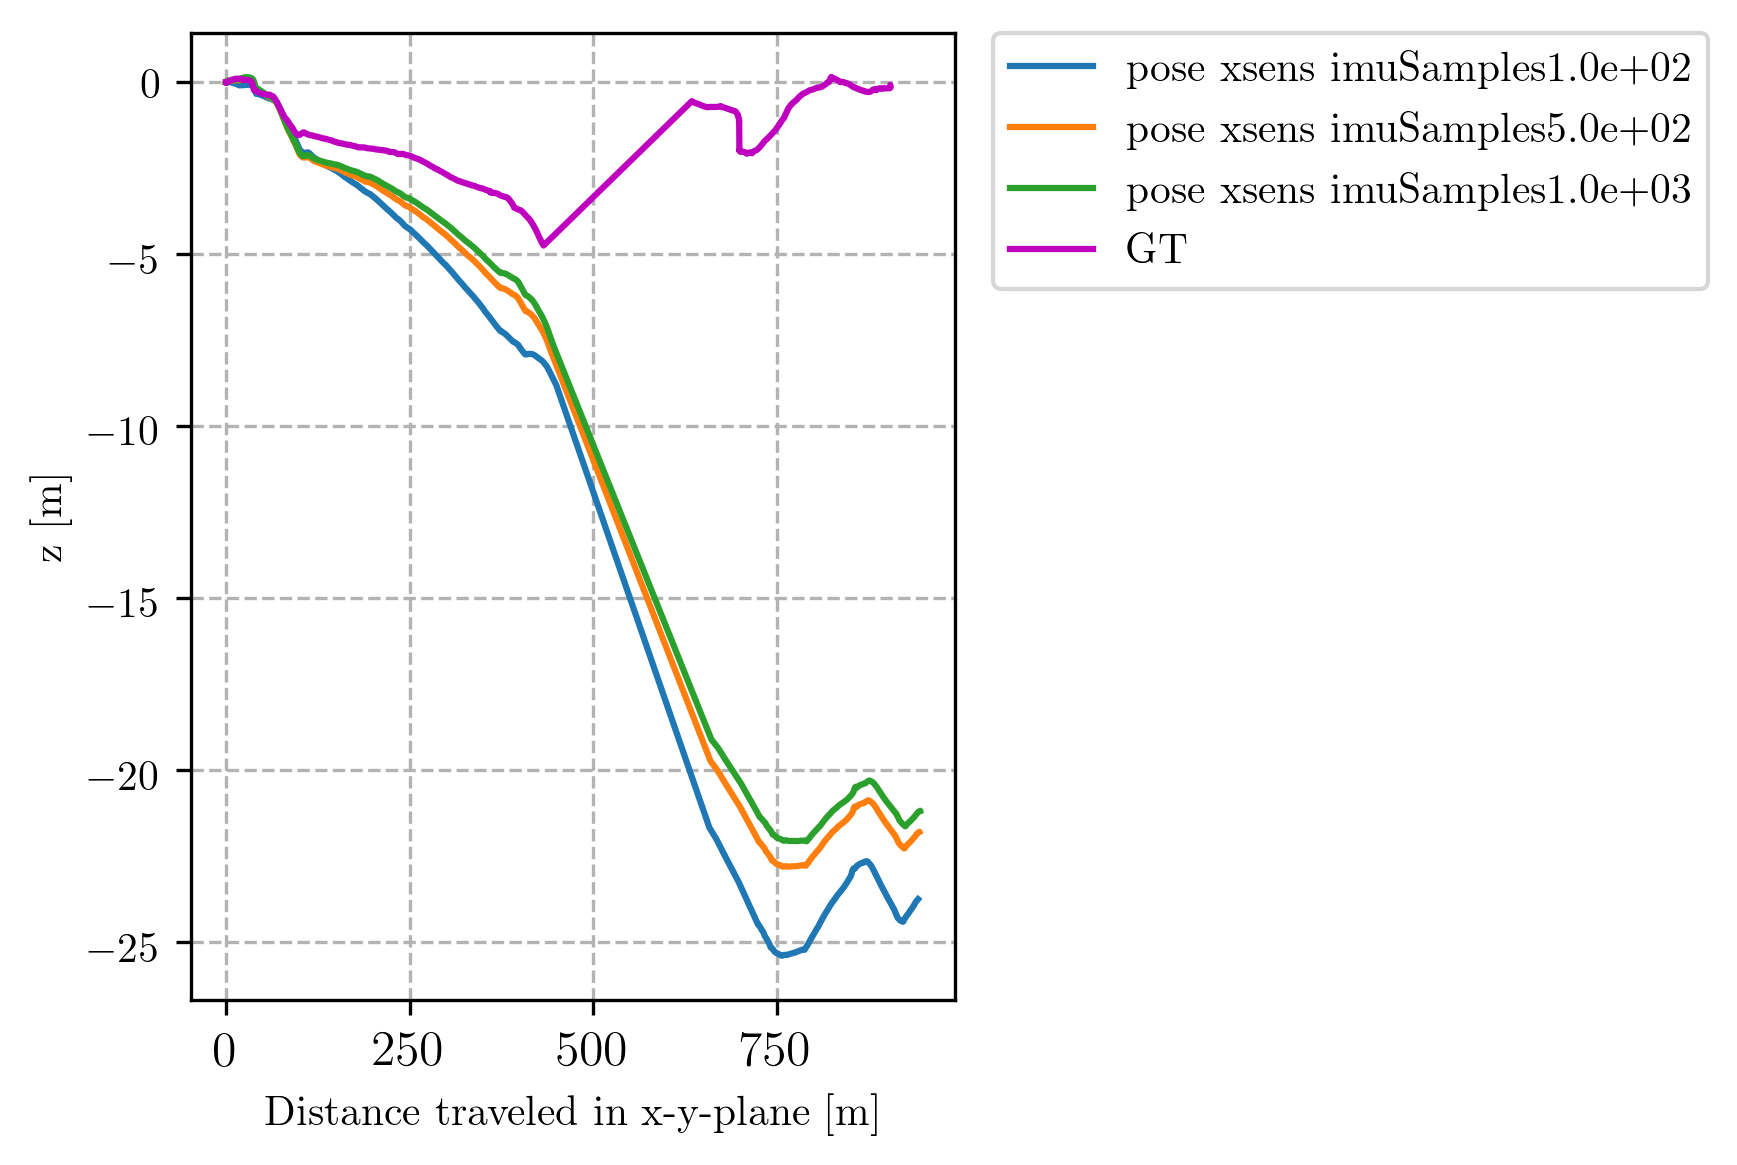 0
−5
−10
−15
−20
−25
z [m]
0 250 500 750
Distance traveled in x-y-plane [m]
pose xsens imuSamples1.0e+02
pose xsens imuSamples5.0e+02
pose xsens imuSamples1.0e+03
GT